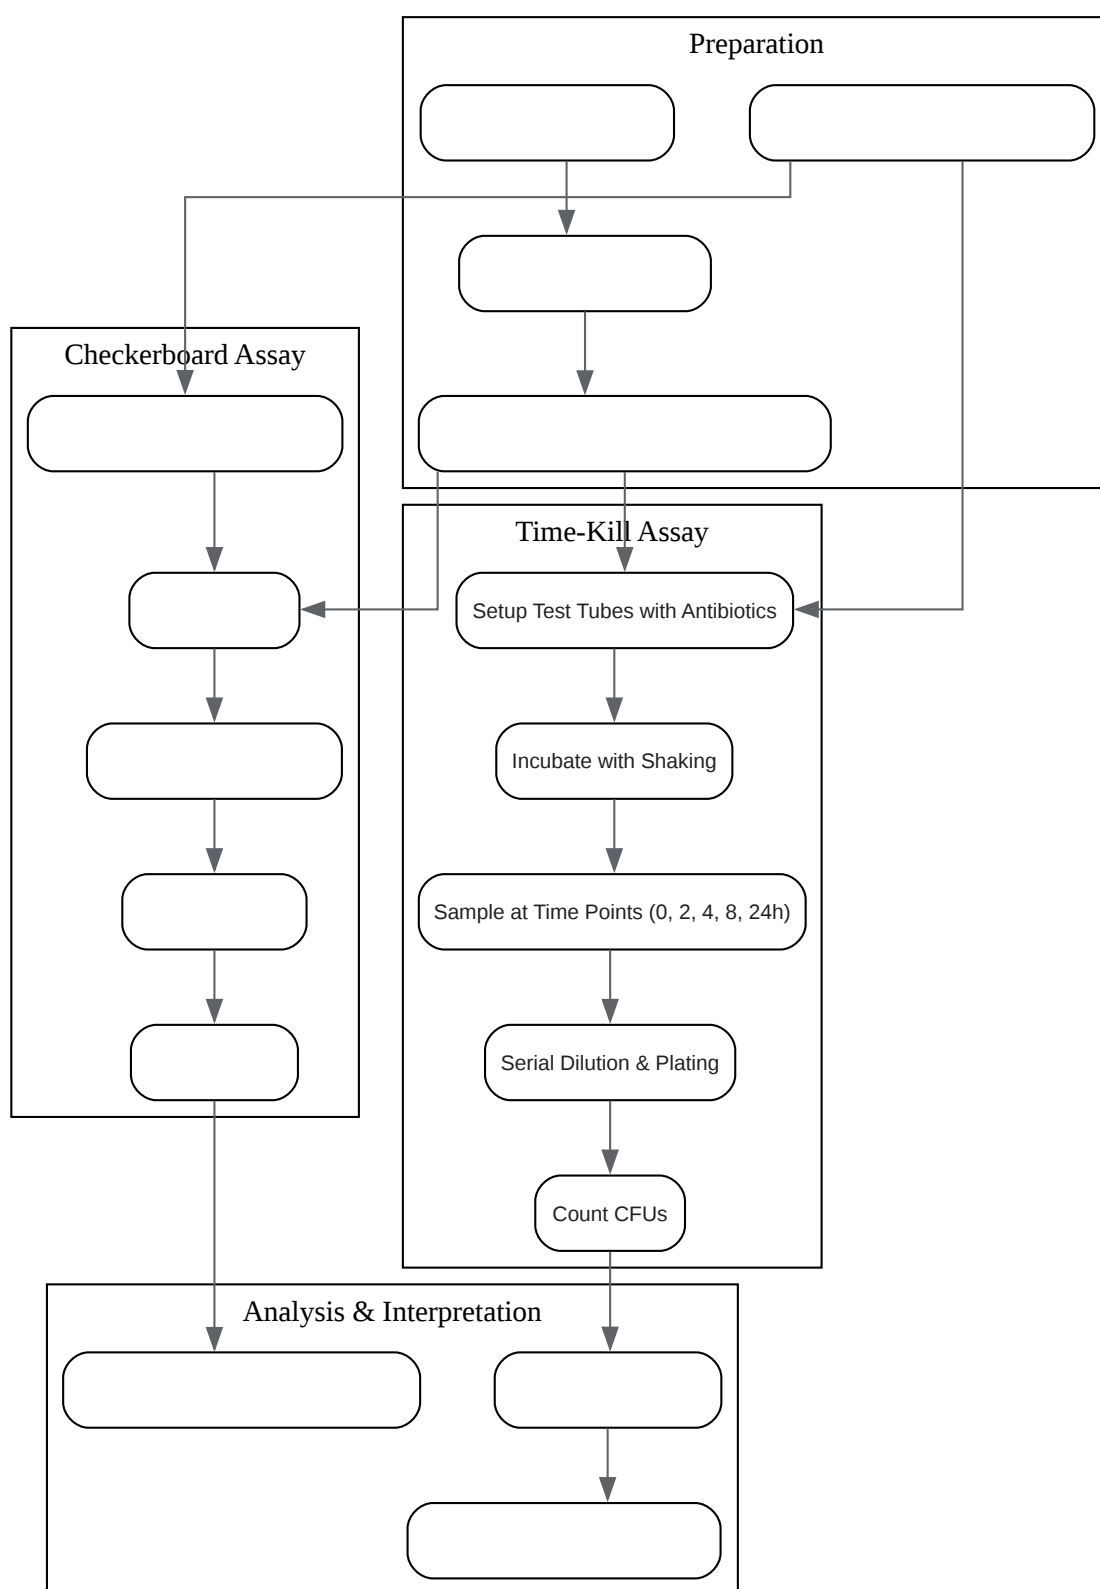 Preparation
Checkerboard Assay
Time-Kill Assay
Setup Test Tubes with Antibiotics
Incubate with Shaking
Sample at Time Points (0, 2, 4, 8, 24h)
Serial Dilution & Plating
Count CFUs
Analysis & Interpretation